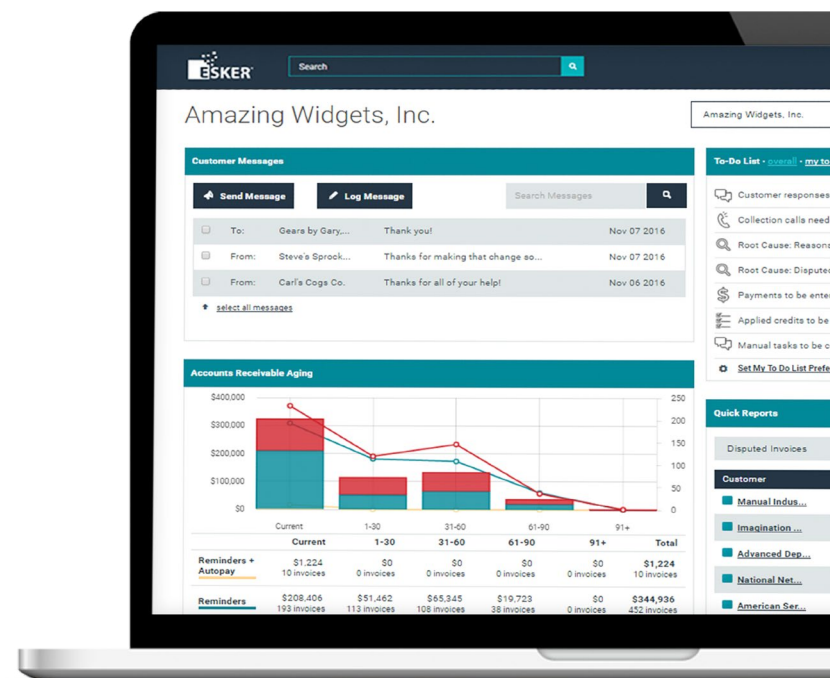 ESKER
Search
Amazing Widgets, Inc.
Amazing Widgets, Inc.
Customer Messages
Send Message
Log Message
Search Messages
To: Gears by Gary,... Thank you! Nov 07 2016
From: Steve's Sprock... Thanks for making that change so... Nov 07 2016
From: Carl's Cogs Co. Thanks for all of your help! Nov 06 2016
select all messages
To-Do List - overall - my to
Customer responses
Collection calls need
Root Cause: Reasons
Root Cause: Disputed
Payments to be enter
Applied credits to be
Manual tasks to be c
Set My To Do List Prefe
Accounts Receivable Aging
$400,000 250
$300,000 200
$200,000 150
$100,000 100
50
$0 0
Current 1-30 31-60 61-90 91+
Current 1-30 31-60 61-90 91+ Total
Reminders + Autopay
$1,224 $0 $0 $0 $0 $1,224
10 invoices 0 invoices 0 invoices 0 invoices 0 invoices 10 invoices
Reminders
$208,406 $51,462 $65,345 $19,723 $0 $344,936
193 invoices 113 invoices 108 invoices 38 invoices 0 invoices 452 invoices
Quick Reports
Disputed Invoices
Customer
Manual Indus...
Imagination ...
Advanced Dep...
National Net...
American Ser...